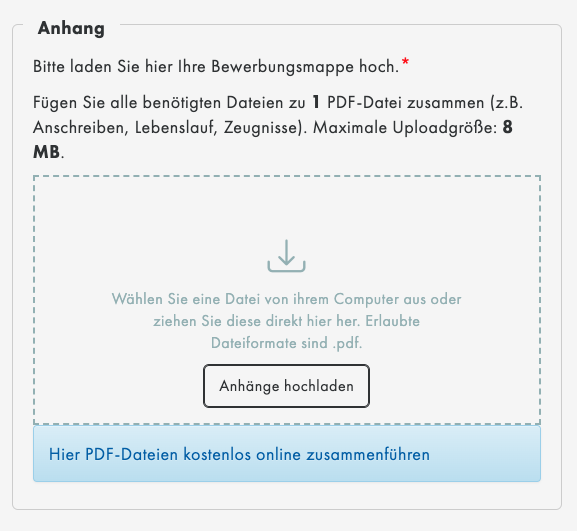 Anhang
Bitte laden Sie hier Ihre Bewerbungsmappe hoch.*
Fügen Sie alle benötigten Dateien zu 1 PDF-Datei zusammen (z.B.
Anschreiben, Lebenslauf, Zeugnisse). Maximale Uploadgröße: 8
MB.
Wählen Sie eine Datei von ihrem Computer aus oder
ziehen Sie diese direkt hier her. Erlaubte
Dateiformate sind .pdf.
Anhänge hochladen
Hier PDF-Dateien kostenlos online zusammenführen